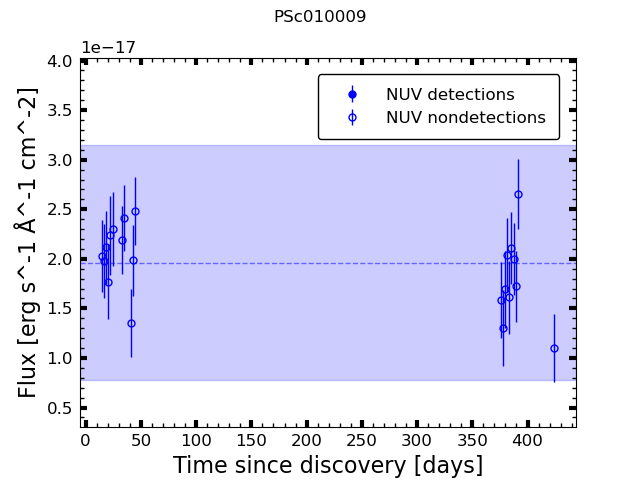 PSc010009
1e−17
4.0
3.5
3.0
2.5
2.0
1.5
1.0
0.5
Flux [erg s^-1 Å^-1 cm^-2]
NUV detections
NUV nondetections
0 50 100 150 200 250 300 350 400
Time since discovery [days]